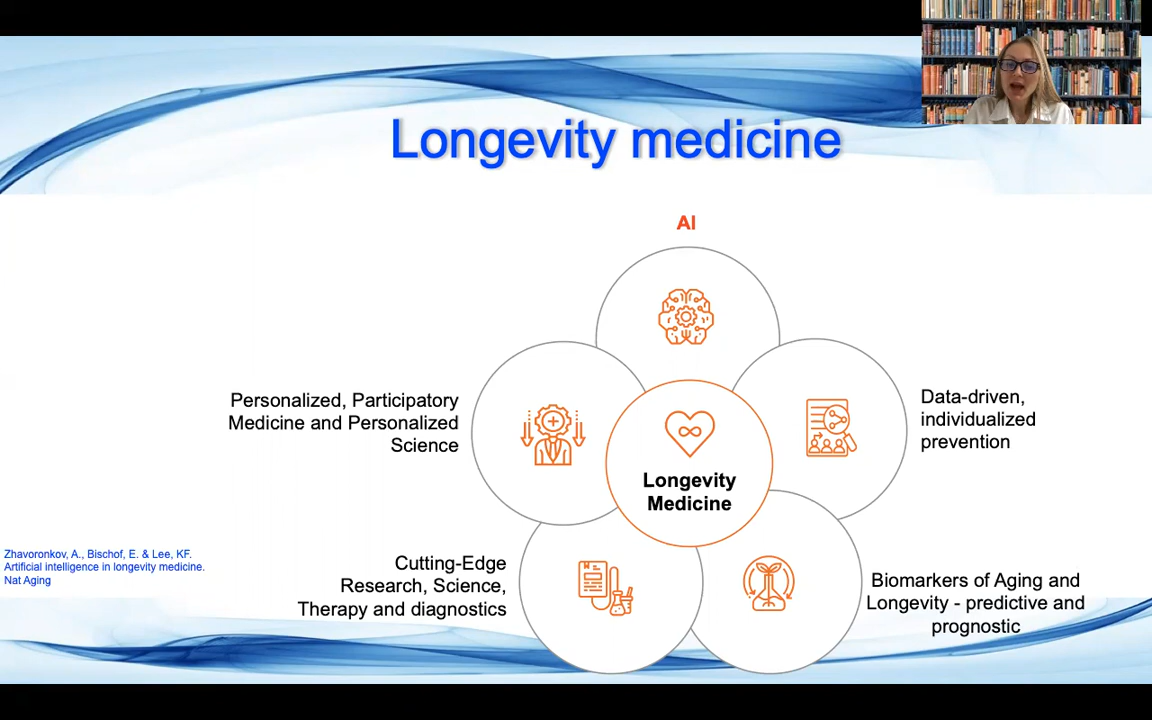 Longevity medicine
AI
Personalized, Participatory
Medicine and Personalized
Science
Data-driven,
individualized
prevention
Longevity
Medicine
Zhavoronkov, A., Bischof, E. & Lee, KF.
Artificial intelligence in longevity medicine.
Nat Aging
Cutting-Edge
Research, Science,
Therapy and diagnostics
Biomarkers of Aging and
Longevity - predictive and
prognostic